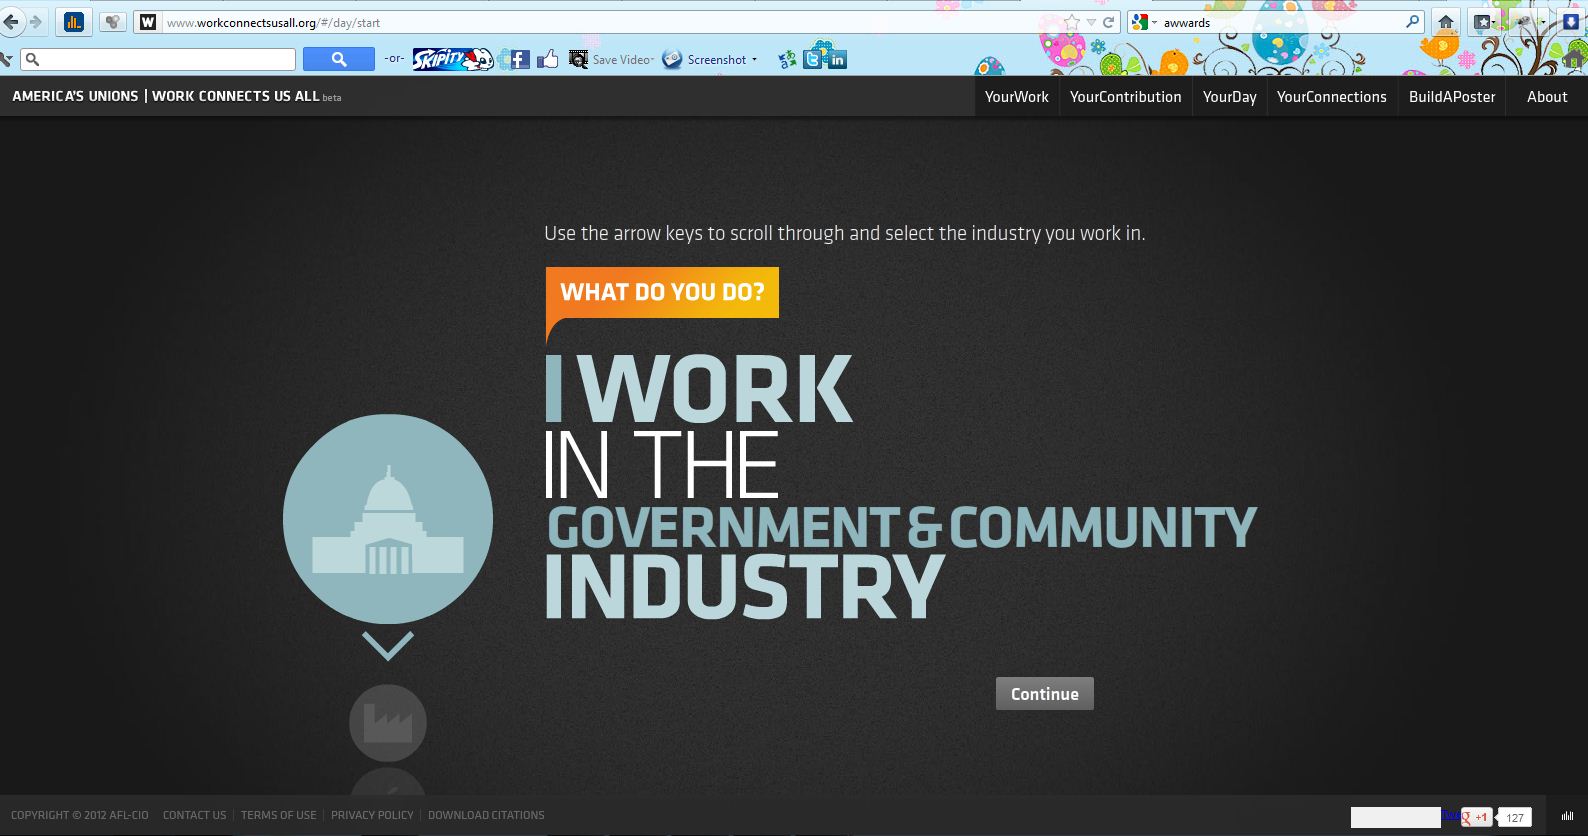 www.workconnectsusall.org/#/day/start
awwards
-or-
SKIPITY
Save Video
Screenshot
AMERICA'S UNIONS | WORK CONNECTS US ALL beta
YourWork
YourContribution
YourDay
YourConnections
BuildAPoster
About
Use the arrow keys to scroll through and select the industry you work in.
WHAT DO YOU DO?
I WORK
IN THE
GOVERNMENT & COMMUNITY
INDUSTRY
Continue
COPYRIGHT © 2012 AFL-CIO
CONTACT US
TERMS OF USE
PRIVACY POLICY
DOWNLOAD CITATIONS
+1
127